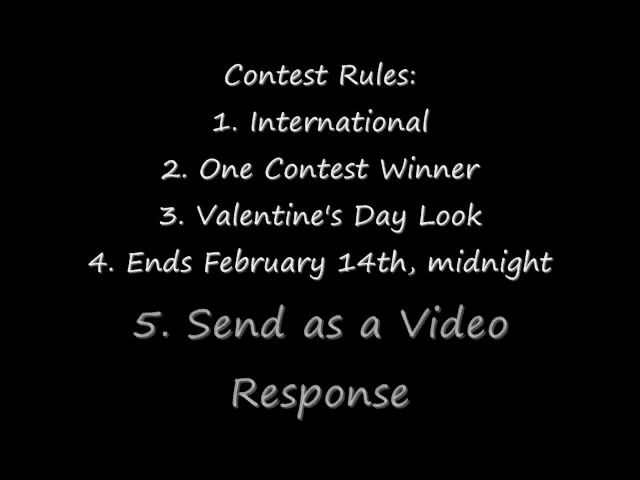 Contest Rules:
1. International
2. One Contest Winner
3. Valentine's Day Look
4. Ends February 14th, midnight
5. Send as a Video
Response